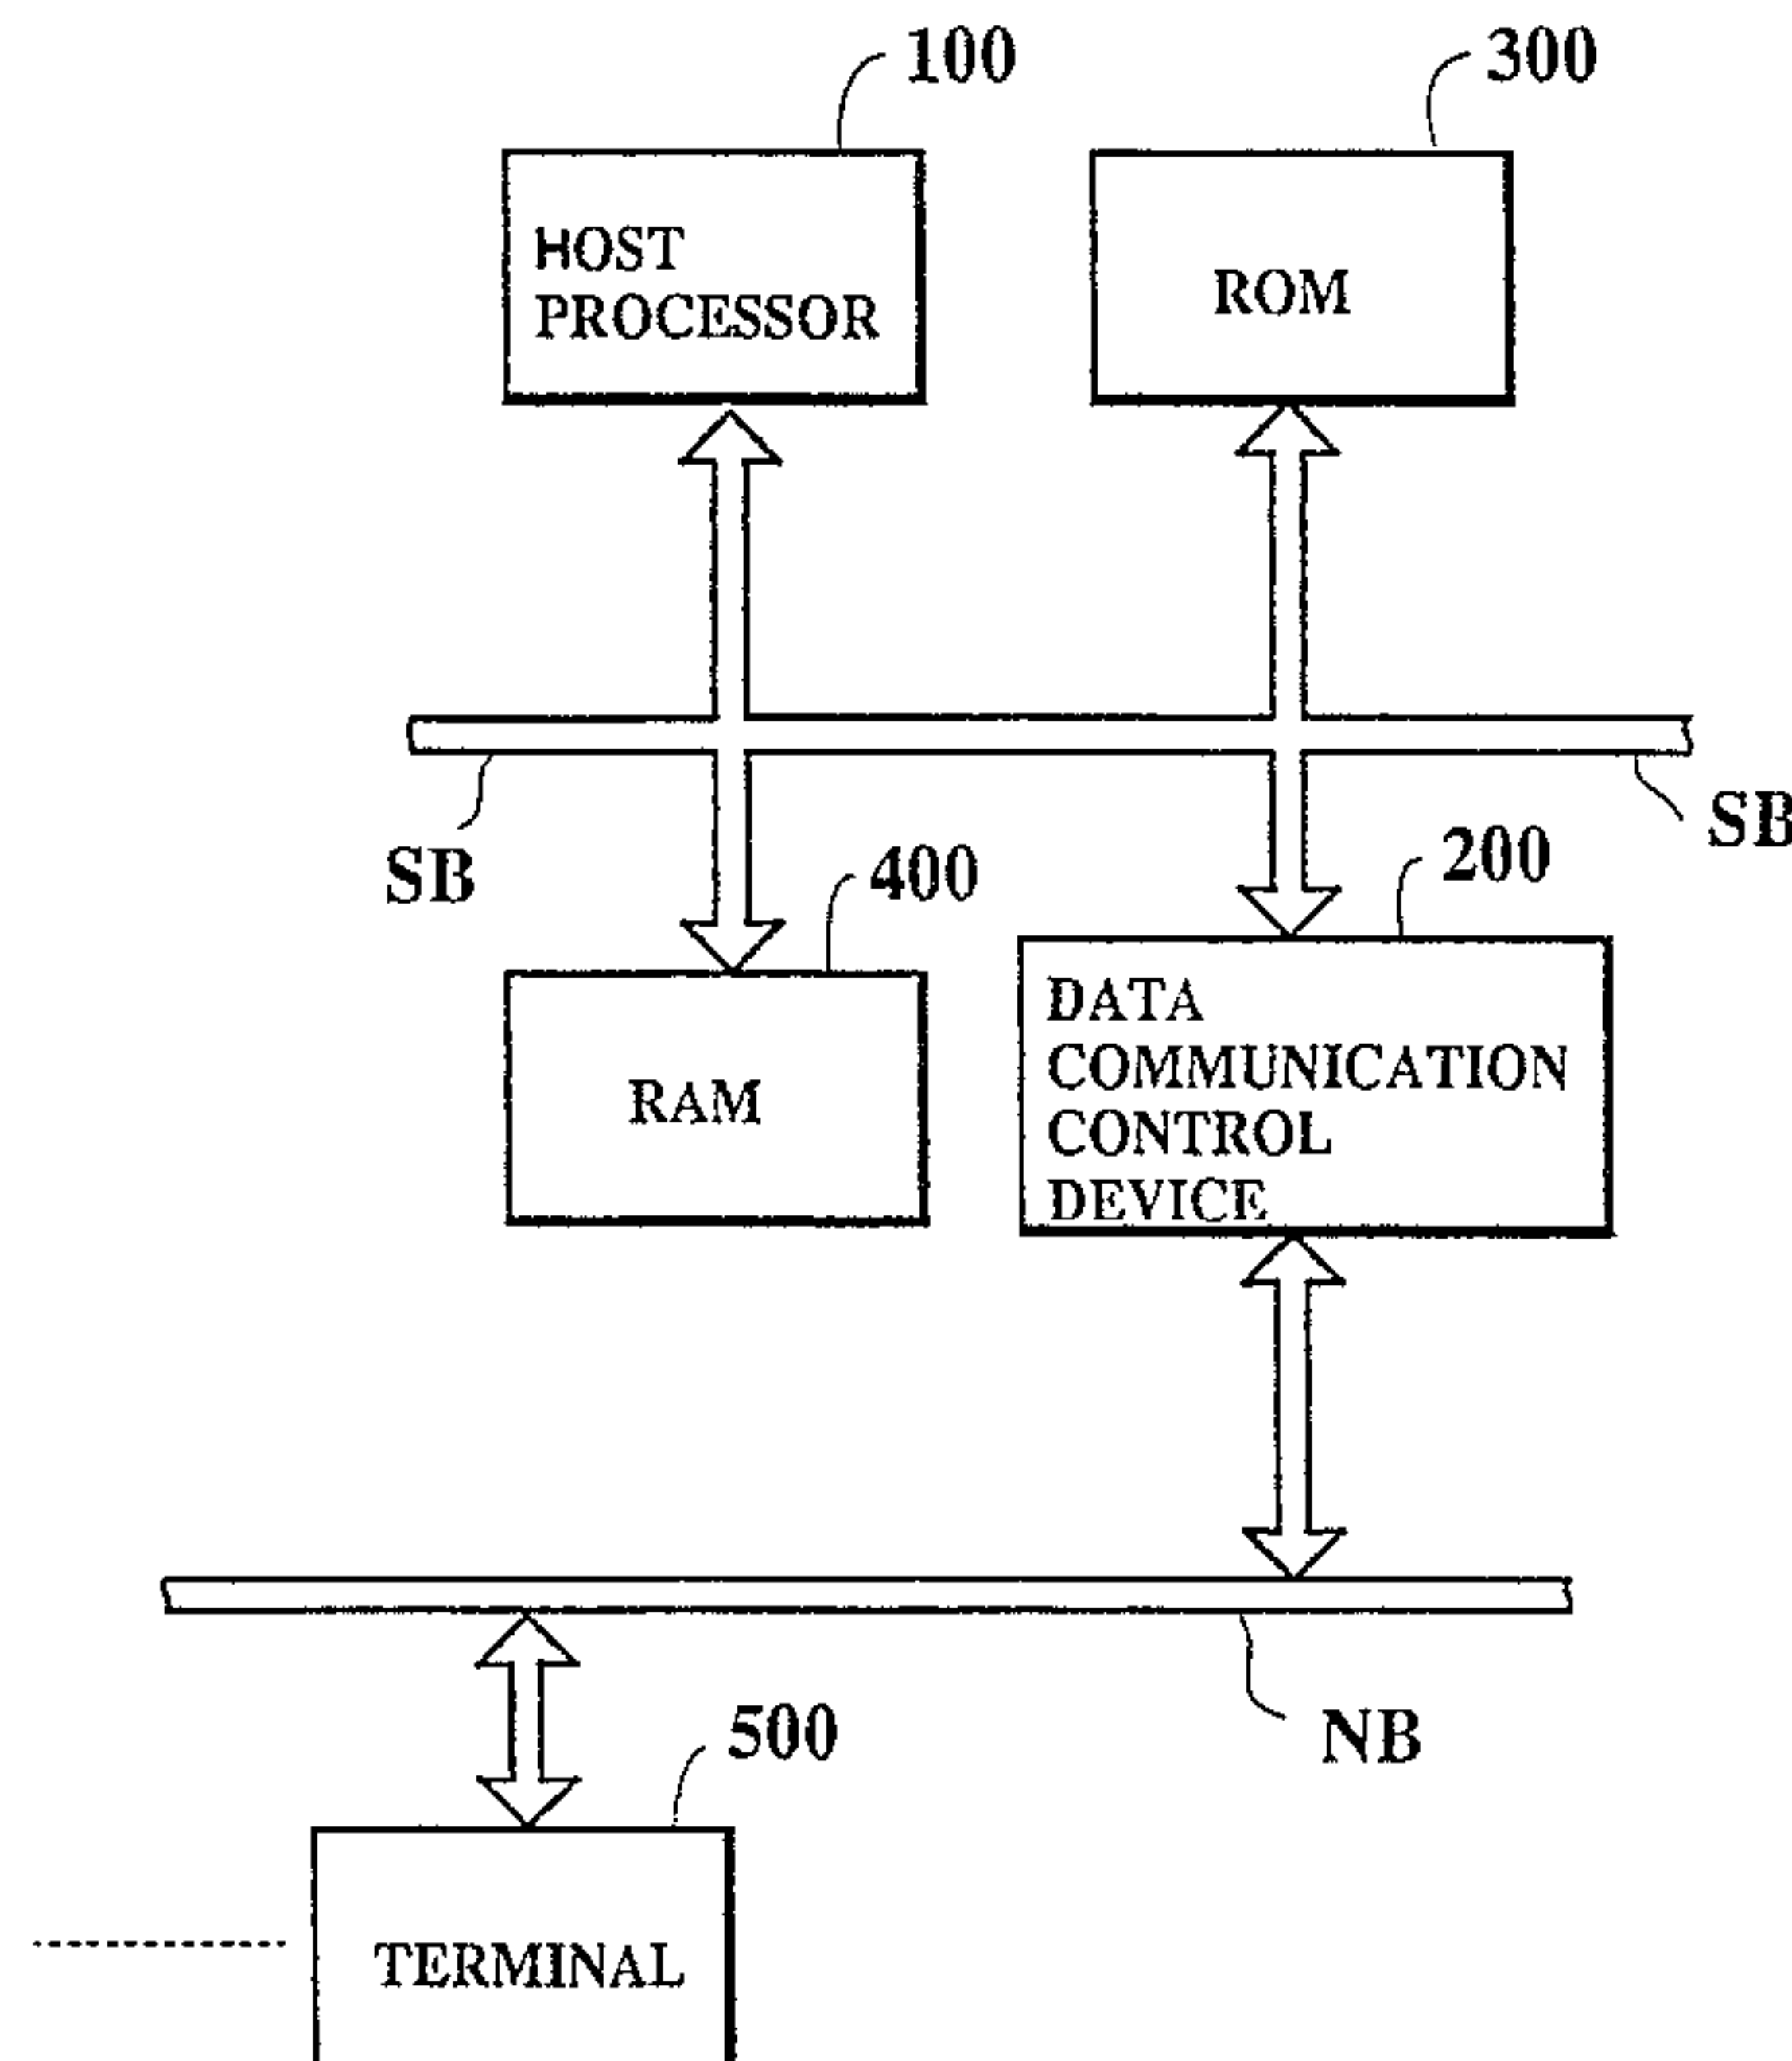 100
300
HOST
PROCESSOR
ROM
SB
SB
400
200
RAM
DATA
COMMUNICATION
CONTROL
DEVICE
NB
500
TERMINAL